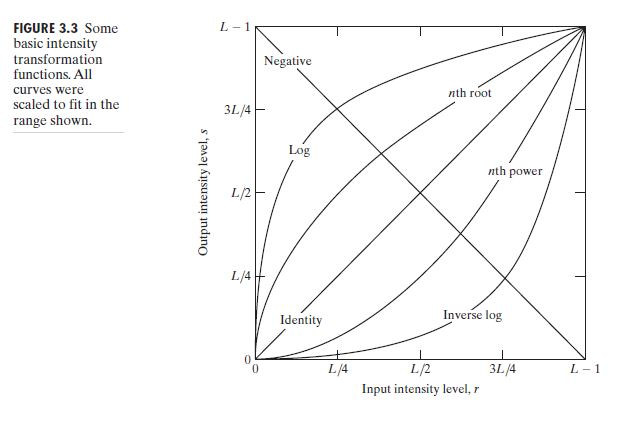 FIGURE 3.3 Some
basic intensity
transformation
functions. All
curves were
scaled to fit in the
range shown.
L − 1
Negative
nth root
3L/4
Log
nth power
L/2
Output intensity level, s
L/4
Identity
Inverse log
0
0
L/4
L/2
3L/4
L − 1
Input intensity level, r